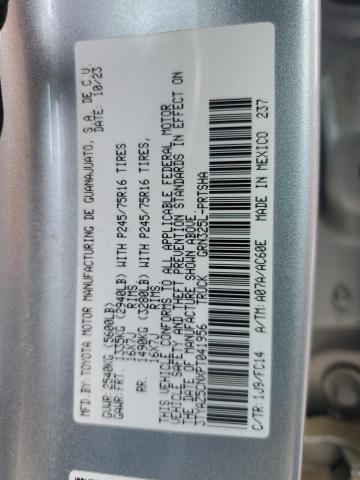 MFD.BY:TOYOTA MOTOR MANUFACTURING DE GUANAJUATO, S.A. DE C.V.
10/23
GVWR 2540KG (5600LB)
GAWR FRT. 1335KG (2940LB) WITH P245/75R16 TIRES
16X7J RIMS,
RR. 1490KG (3280LB) WITH P245/75R16 TIRES,
16X7J RIMS.
THIS VEHICLE CONFORMS TO ALL APPLICABLE FEDERAL MOTOR
VEHICLE SAFETY AND THEFT PREVENTION STANDARDS IN EFFECT ON
THE DATE OF MANUFACTURE SHOWN ABOVE.
TRUCK GRN325L-PRTSHA
C/TR:1J9/FC14 A/TM:A07A/AC60E MADE IN MEXICO 237